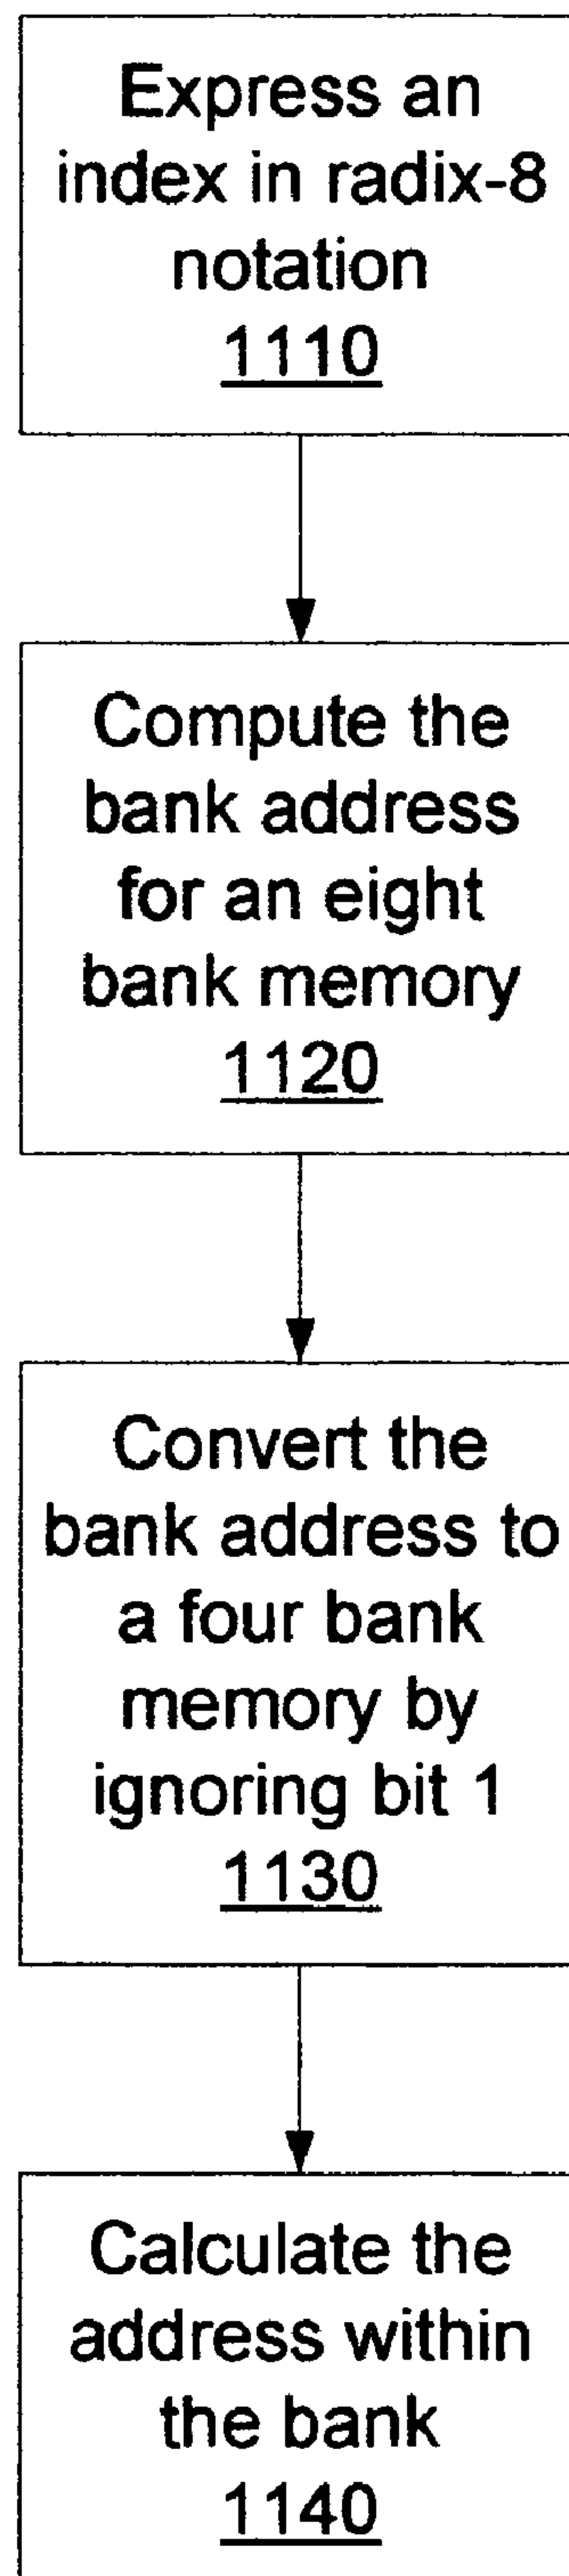 Express an
index in radix-8
notation
1110
Compute the
bank address
for an eight
bank memory
1120
Convert the
bank address to
a four bank
memory by
ignoring bit 1
1130
Calculate the
address within
the bank
1140